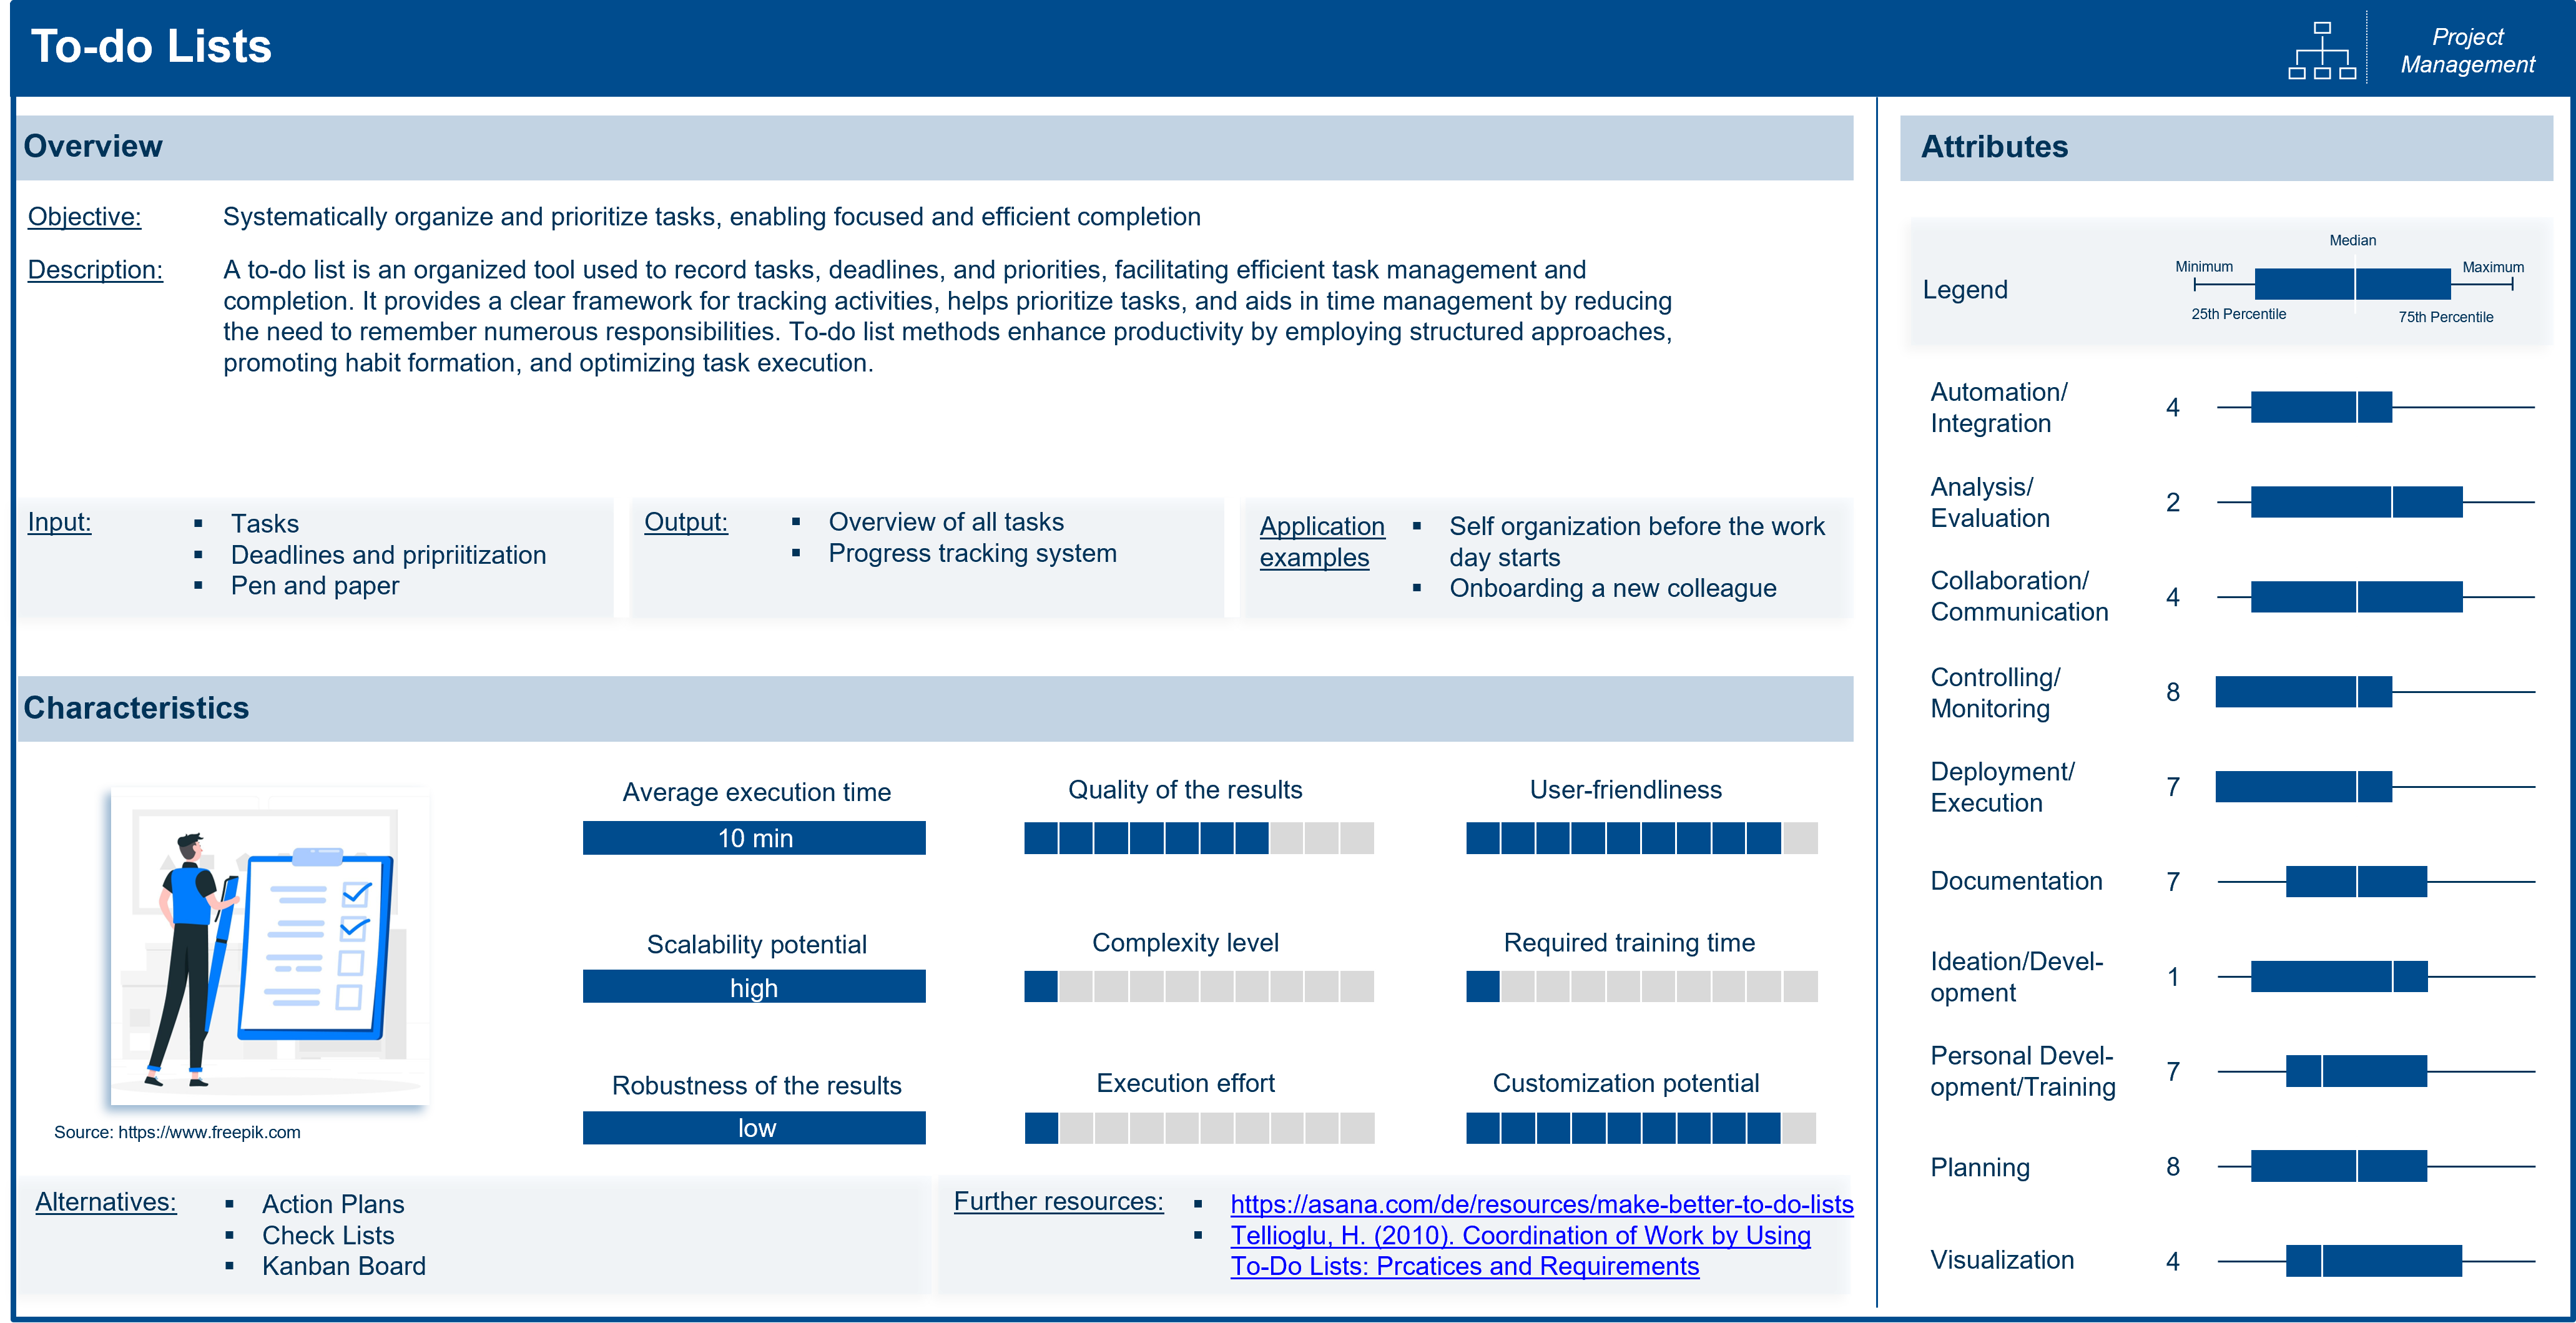 To-do Lists
Project
Management
Overview
Objective:
Systematically organize and prioritize tasks, enabling focused and efficient completion
Description:
A to-do list is an organized tool used to record tasks, deadlines, and priorities, facilitating efficient task management and
completion. It provides a clear framework for tracking activities, helps prioritize tasks, and aids in time management by reducing
the need to remember numerous responsibilities. To-do list methods enhance productivity by employing structured approaches,
promoting habit formation, and optimizing task execution.
Input:
▪ Tasks
▪ Deadlines and pripriitization
▪ Pen and paper
Output:
▪ Overview of all tasks
▪ Progress tracking system
Application
examples
▪ Self organization before the work
day starts
▪ Onboarding a new colleague
Characteristics
Average execution time
10 min
Quality of the results
User-friendliness
Scalability potential
high
Complexity level
Required training time
Robustness of the results
low
Execution effort
Customization potential
Source: https://www.freepik.com
Alternatives:
▪ Action Plans
▪ Check Lists
▪ Kanban Board
Further resources:
▪ https://asana.com/de/resources/make-better-to-do-lists
▪ Tellioglu, H. (2010). Coordination of Work by Using
To-Do Lists: Prcatices and Requirements
Attributes
Legend
Median
Minimum
Maximum
25th Percentile
75th Percentile
Automation/
Integration
4
Analysis/
Evaluation
2
Collaboration/
Communication
4
Controlling/
Monitoring
8
Deployment/
Execution
7
Documentation
7
Ideation/Devel-
opment
1
Personal Devel-
opment/Training
7
Planning
8
Visualization
4